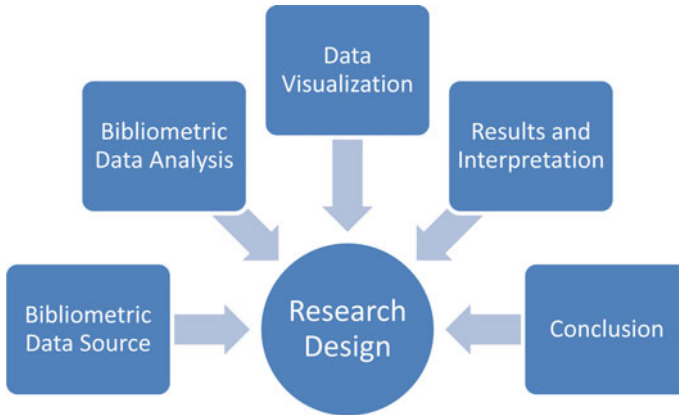 Data
Visualization
Bibliometric
Data Analysis
Results and
Interpretation
Bibliometric
Data Source
Research
Design
Conclusion